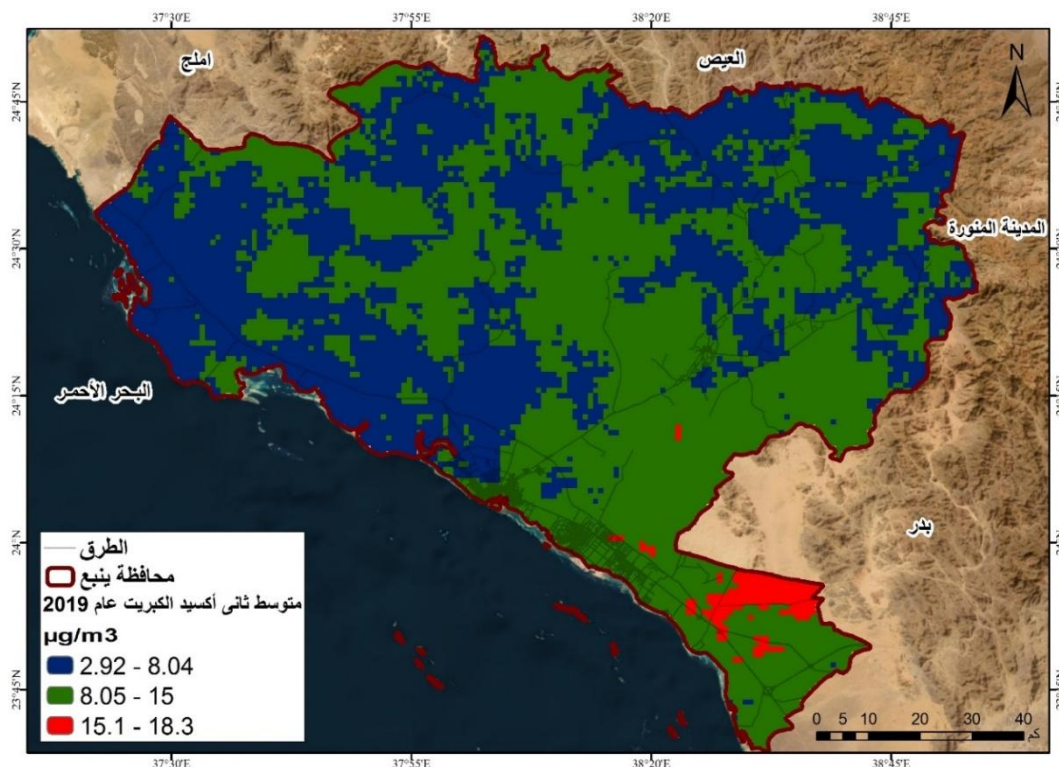 37°30'E 37°55'E 38°20'E 38°45'E
املج
العيص
N
24°45'N
24°30'N
المدينة المنورة
24°15'N
البحر الأحمر
24°N
بدر
23°45'N
الطرق
محافظة ينبع
متوسط ثانى أكسيد الكبريت عام 2019
µg/m3
2.92 - 8.04
8.05 - 15
15.1 - 18.3
0 5 10 20 30 40
كم
37°30'E 37°55'E 38°20'E 38°45'E